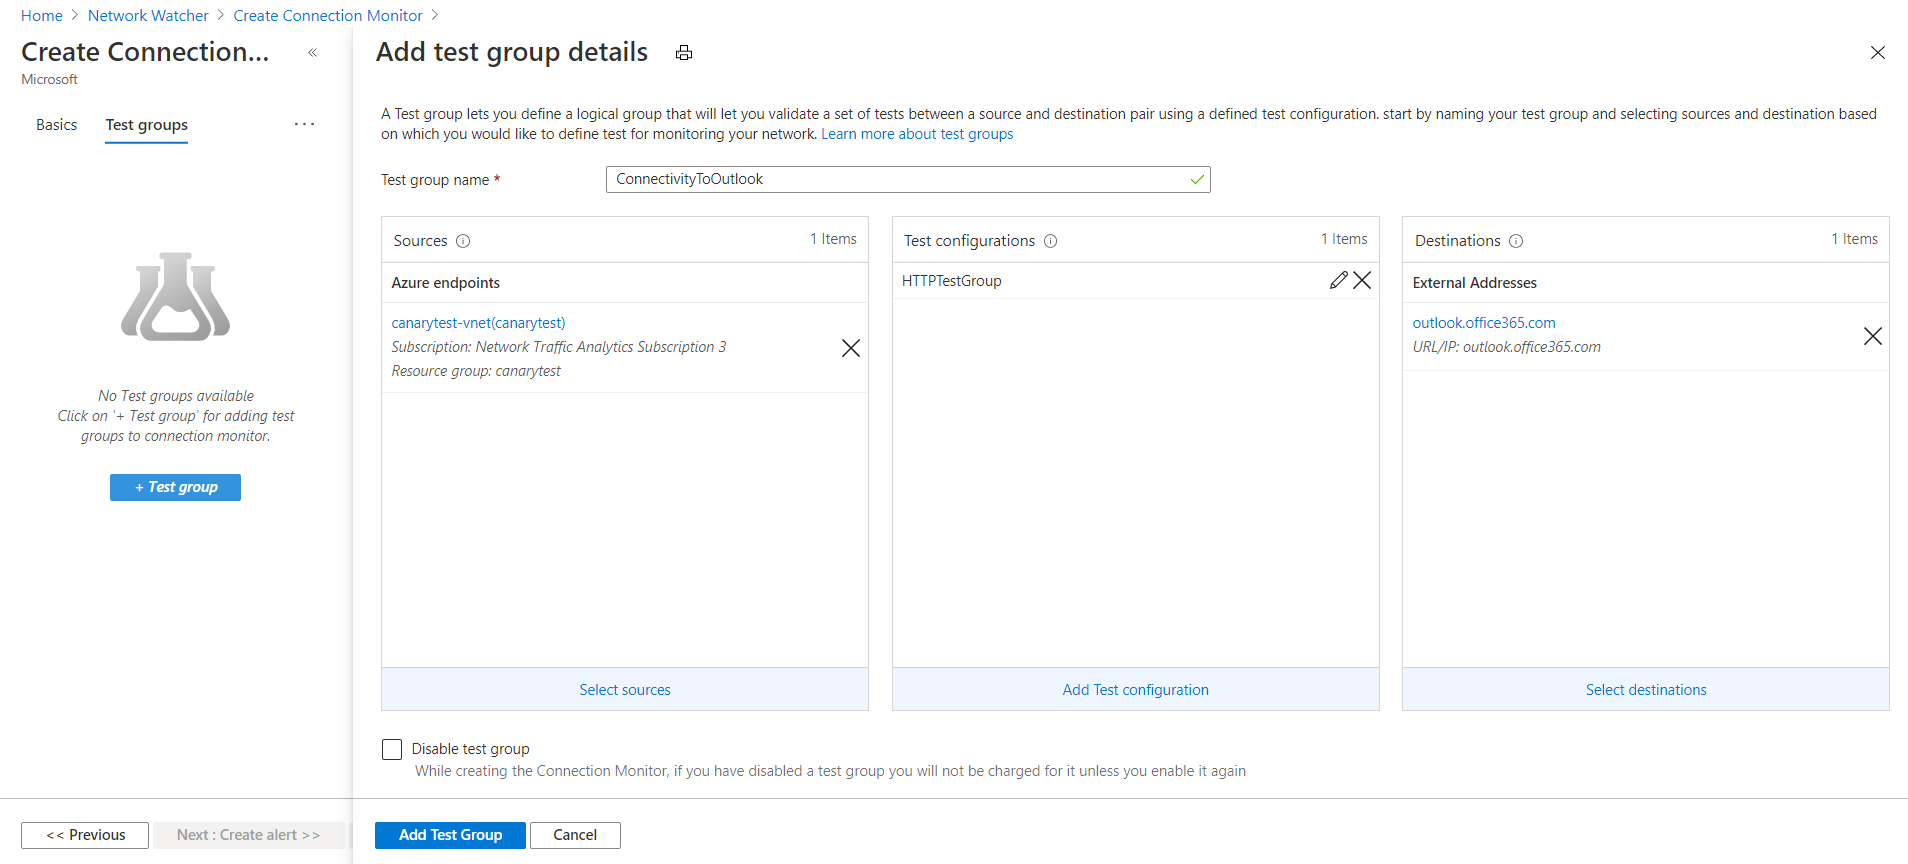 Home > Network Watcher > Create Connection Monitor >
Create Connection... «
Microsoft
Basics Test groups ...
No Test groups available
Click on '+ Test group' for adding test
groups to connection monitor.
+ Test group
<< Previous Next : Create alert >>
Add test group details
A Test group lets you define a logical group that will let you validate a set of tests between a source and destination pair using a defined test configuration. start by naming your test group and selecting sources and destination based
on which you would like to define test for monitoring your network. Learn more about test groups
Test group name * ConnectivityToOutlook
Sources 1 Items
Azure endpoints
canarytest-vnet(canarytest)
Subscription: Network Traffic Analytics Subscription 3
Resource group: canarytest
Select sources
Test configurations 1 Items
HTTPTestGroup
Add Test configuration
Destinations 1 Items
External Addresses
outlook.office365.com
URL/IP: outlook.office365.com
Select destinations
Disable test group
While creating the Connection Monitor, if you have disabled a test group you will not be charged for it unless you enable it again
Add Test Group Cancel